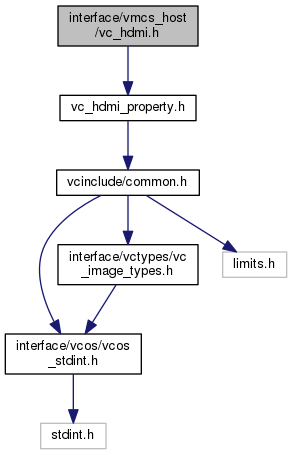 interface/vmcs_host
/vc_hdmi.h
vc_hdmi_property.h
vcinclude/common.h
interface/vctypes/vc
_image_types.h
limits.h
interface/vcos/vcos
_stdint.h
stdint.h